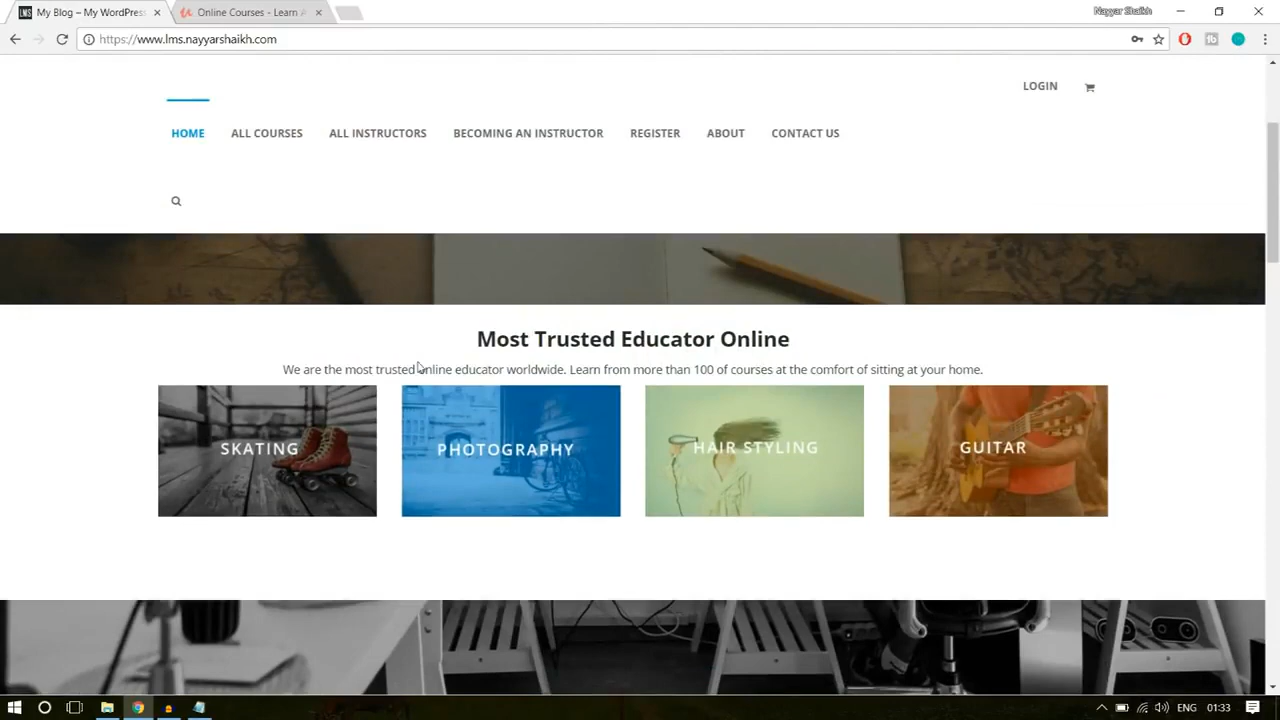 LMS My Blog – My WordPres
Online Courses - Learn A
Nayyar Shaikh
https://www.lms.nayyarshaikh.com
LOGIN
HOME ALL COURSES ALL INSTRUCTORS BECOMING AN INSTRUCTOR REGISTER ABOUT CONTACT US
Most Trusted Educator Online
We are the most trusted online educator worldwide. Learn from more than 100 of courses at the comfort of sitting at your home.
SKATING
PHOTOGRAPHY
HAIR STYLING
GUITAR
ENG 01:33